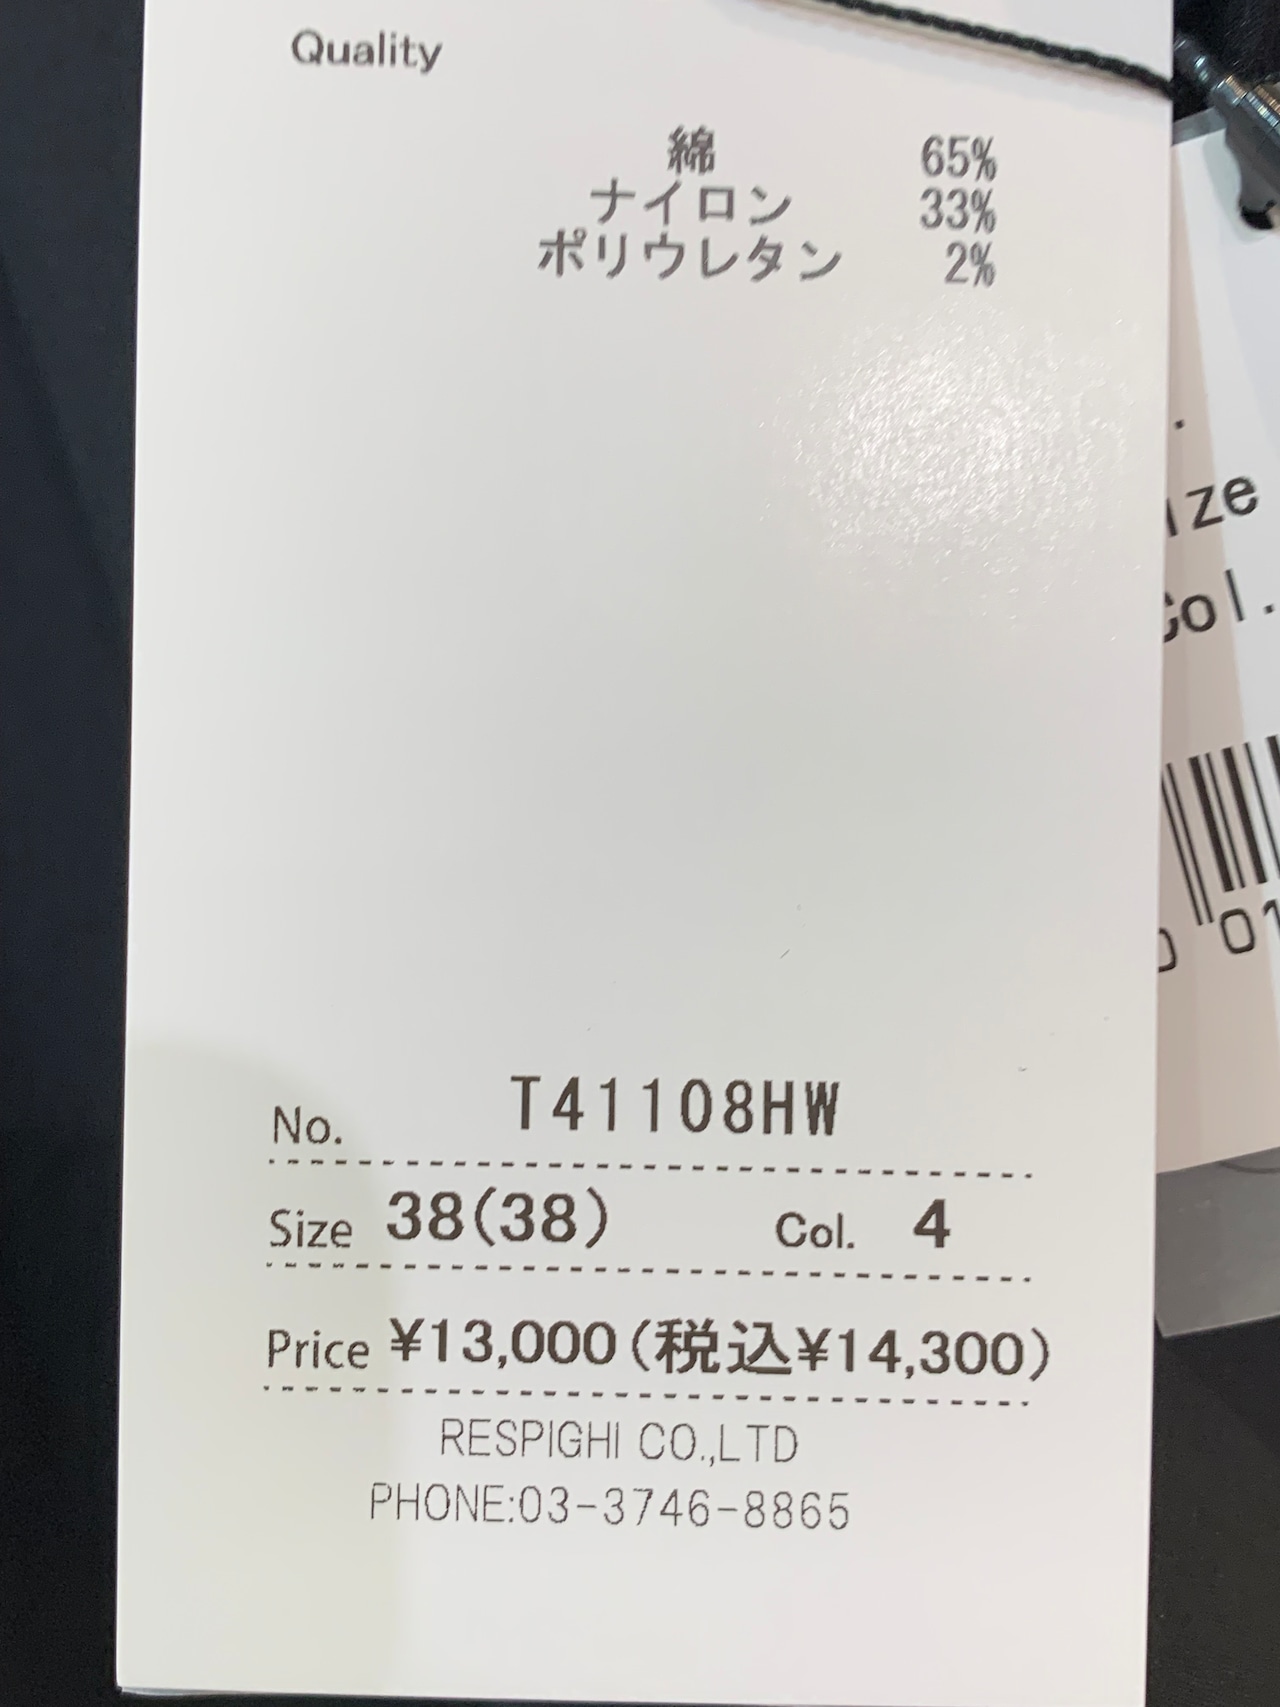 Quality
綿 65%
ナイロン 33%
ポリウレタン 2%
No. T41108HW
Size 38(38) Col. 4
Price ¥13,000(税込¥14,300)
RESPIGHI CO.,LTD
PHONE:03-3746-8865
ize
Col.
01